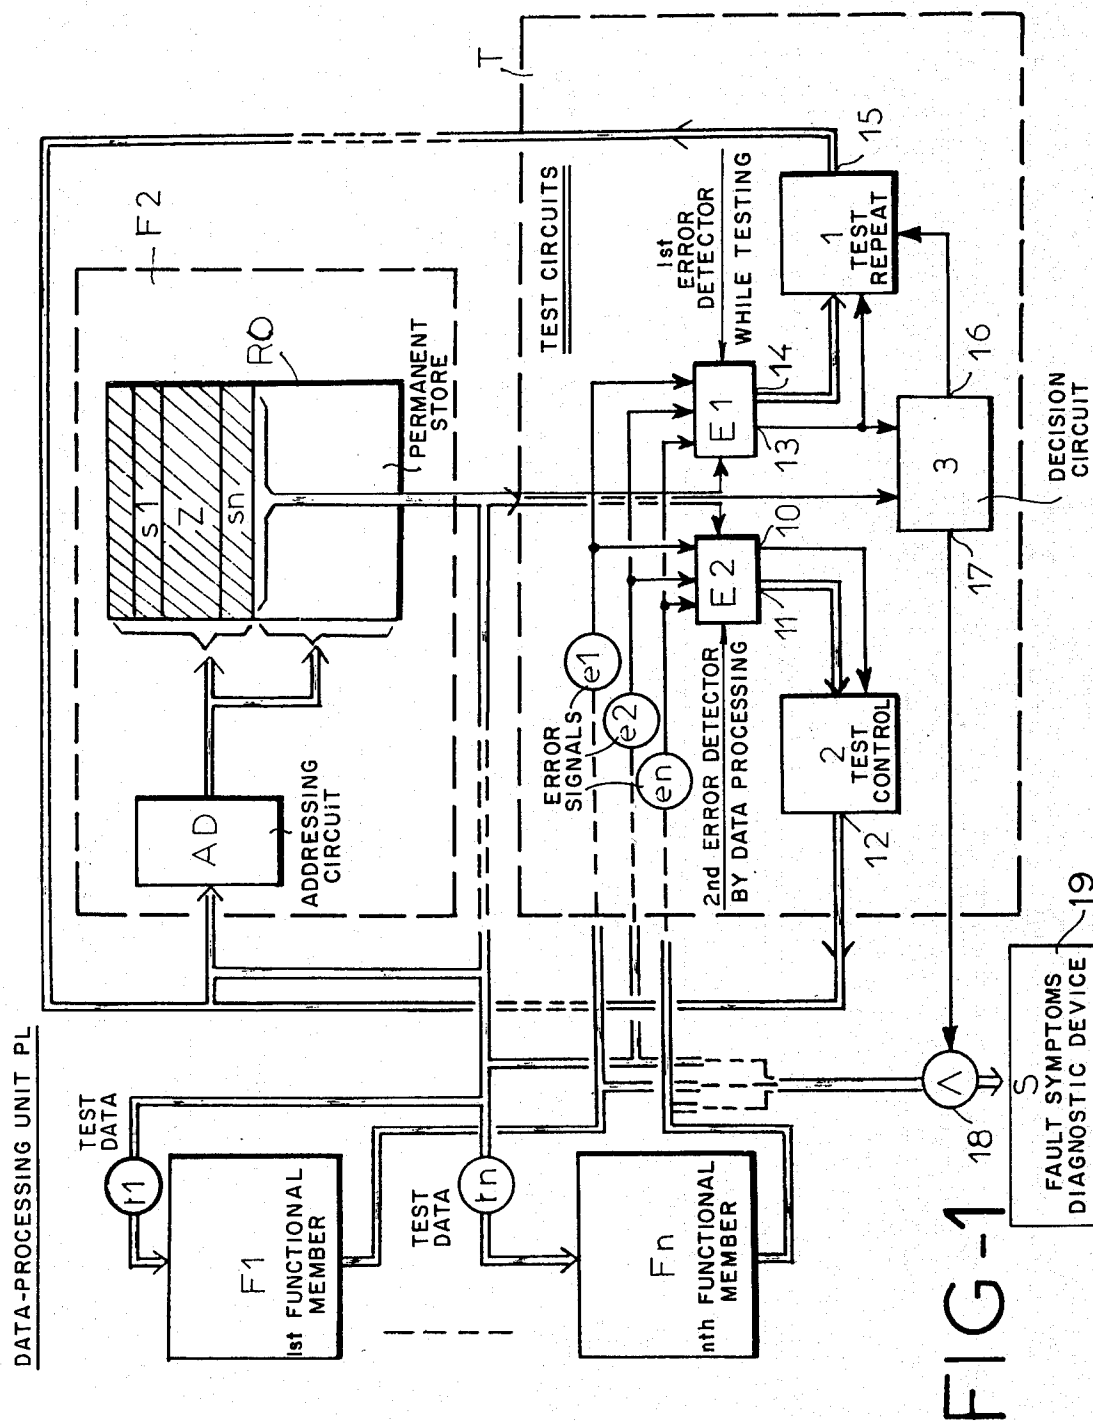 DATA-PROCESSING UNIT PL
TEST
DATA
t1
F1
1st FUNCTIONAL
MEMBER
TEST
DATA
tn
Fn
nth FUNCTIONAL
MEMBER
F2
AD
ADDRESSING
CIRCUIT
s1
Z
sn
RO
PERMANENT
STORE
T
TEST CIRCUITS
ERROR
SIGNALS
e1
e2
en
1st
ERROR
DETECTOR
WHILE TESTING
E1
13
14
2nd ERROR DETECTOR
BY DATA PROCESSING
E2
10
11
1
TEST
REPEAT
15
2
TEST
CONTROL
12
3
16
17
DECISION
CIRCUIT
Λ
18
S
FAULT SYMPTOMS
DIAGNOSTIC DEVICE
19
FIG-1